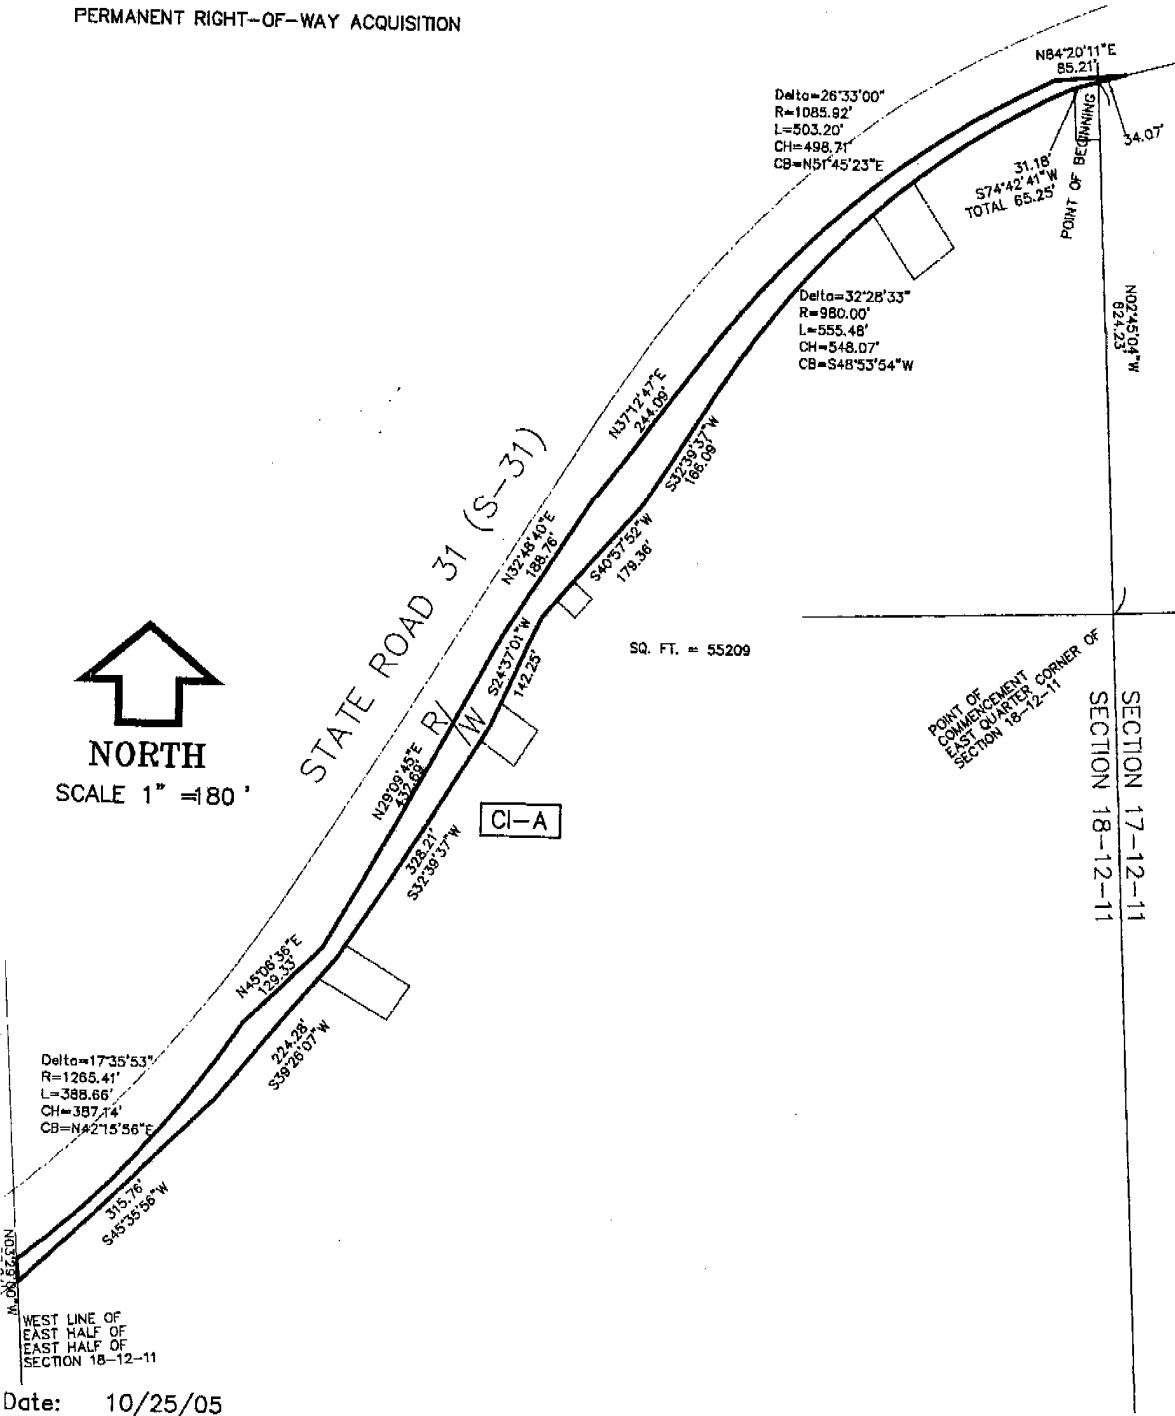 PERMANENT RIGHT-OF-WAY ACQUISITION
N84°20'11"E
85.21'
Delta=26°33'00"
R=1085.92'
L=503.20'
CH=498.71'
CB=N51°45'23"E
34.07'
31.18'
S74°42'41"W
TOTAL 65.25'
POINT OF BEGINNING
N02°45'04"W
824.23'
Delta=32°28'33"
R=980.00'
L=555.48'
CH=548.07'
CB=S48°53'54"W
N37°12'47"E
244.09'
S32°39'37"W
166.09'
STATE ROAD 31 (S-31)
N32°48'40"E
188.76'
S40°57'52"W
179.36'
SQ. FT. = 55209
S24°37'01"W
142.25'
R/W
POINT OF
COMMENCEMENT
EAST QUARTER CORNER OF
SECTION 18-12-11
SECTION 17-12-11
SECTION 18-12-11
NORTH
SCALE 1" =180 '
N29°09'45"E
432.69'
CI-A
328.21'
S32°39'37"W
N45°06'36"E
129.33'
224.28'
S39°26'07"W
Delta=17°35'53"
R=1265.41'
L=388.66'
CH=387.14'
CB=N42°15'56"E
315.76'
S45°35'56"W
N03°29'00"W
WEST LINE OF
EAST HALF OF
EAST HALF OF
SECTION 18-12-11
Date: 10/25/05